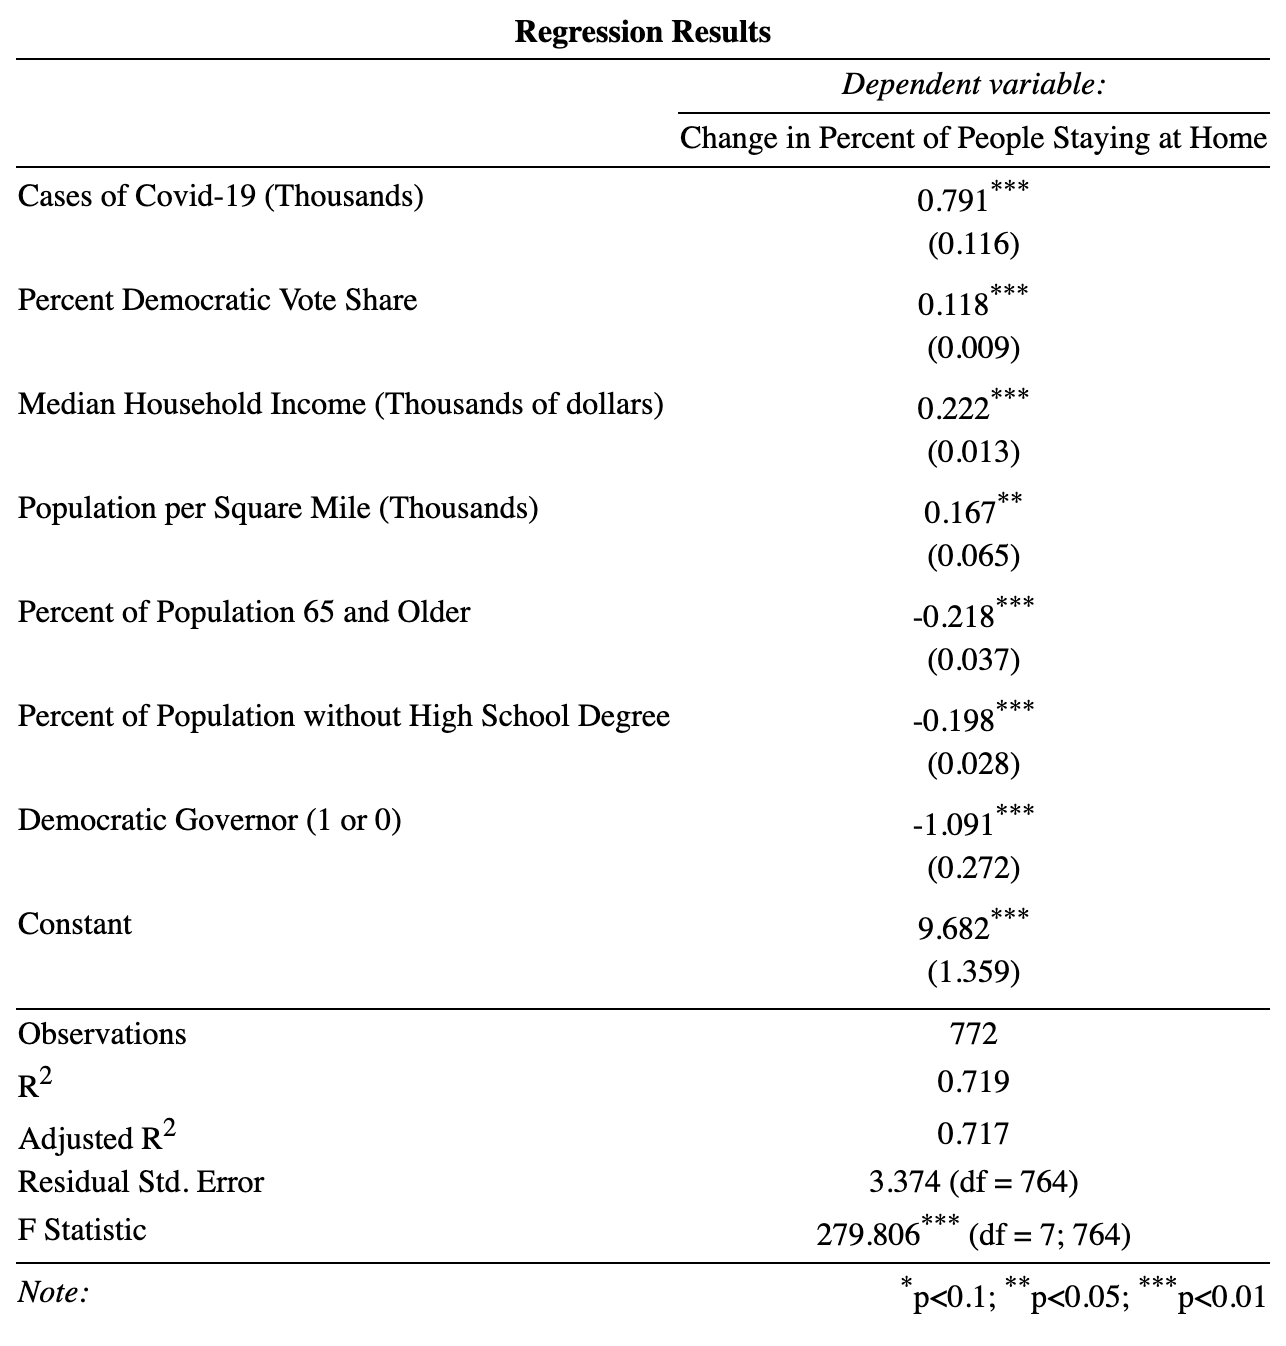 Regression Results
Dependent variable:
Change in Percent of People Staying at Home
Cases of Covid-19 (Thousands) 0.791***
(0.116)
Percent Democratic Vote Share 0.118***
(0.009)
Median Household Income (Thousands of dollars) 0.222***
(0.013)
Population per Square Mile (Thousands) 0.167**
(0.065)
Percent of Population 65 and Older -0.218***
(0.037)
Percent of Population without High School Degree -0.198***
(0.028)
Democratic Governor (1 or 0) -1.091***
(0.272)
Constant 9.682***
(1.359)
Observations 772
R2 0.719
Adjusted R2 0.717
Residual Std. Error 3.374 (df = 764)
F Statistic 279.806*** (df = 7; 764)
Note: *p<0.1; **p<0.05; ***p<0.01